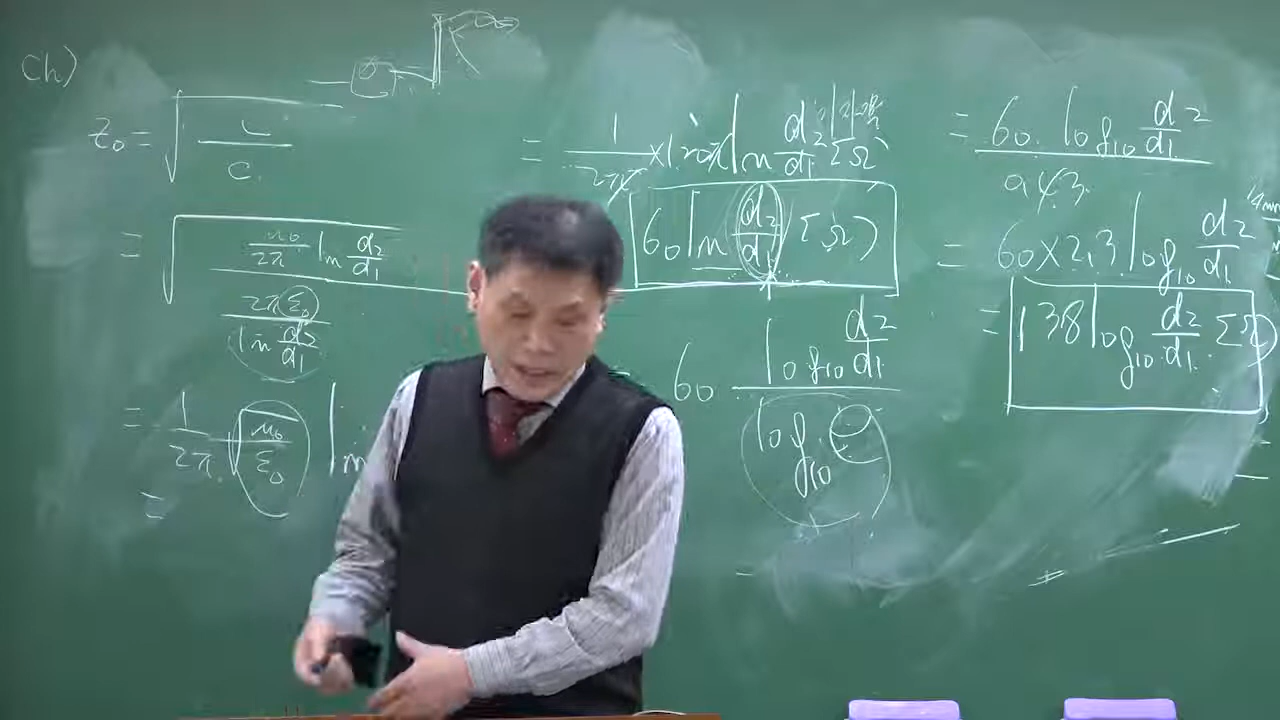 Ch)
Z₀ = √(L/C)
= √((μ₀/2π ln d₂/d₁) / (2πε₀ / ln d₂/d₁))
= 1/2π √(μ₀/ε₀) ln
=
= 1/2π × 120π ln d₂/d₁ [Ω]
60 ln d₂/d₁ [Ω]
60 log₁₀ d₂/d₁ / log₁₀ e
= 60 · log₁₀ d₂/d₁ / 0.43
= 60 × 2.3 log₁₀ d₂/d₁
= 138 log₁₀ d₂/d₁ [Ω]